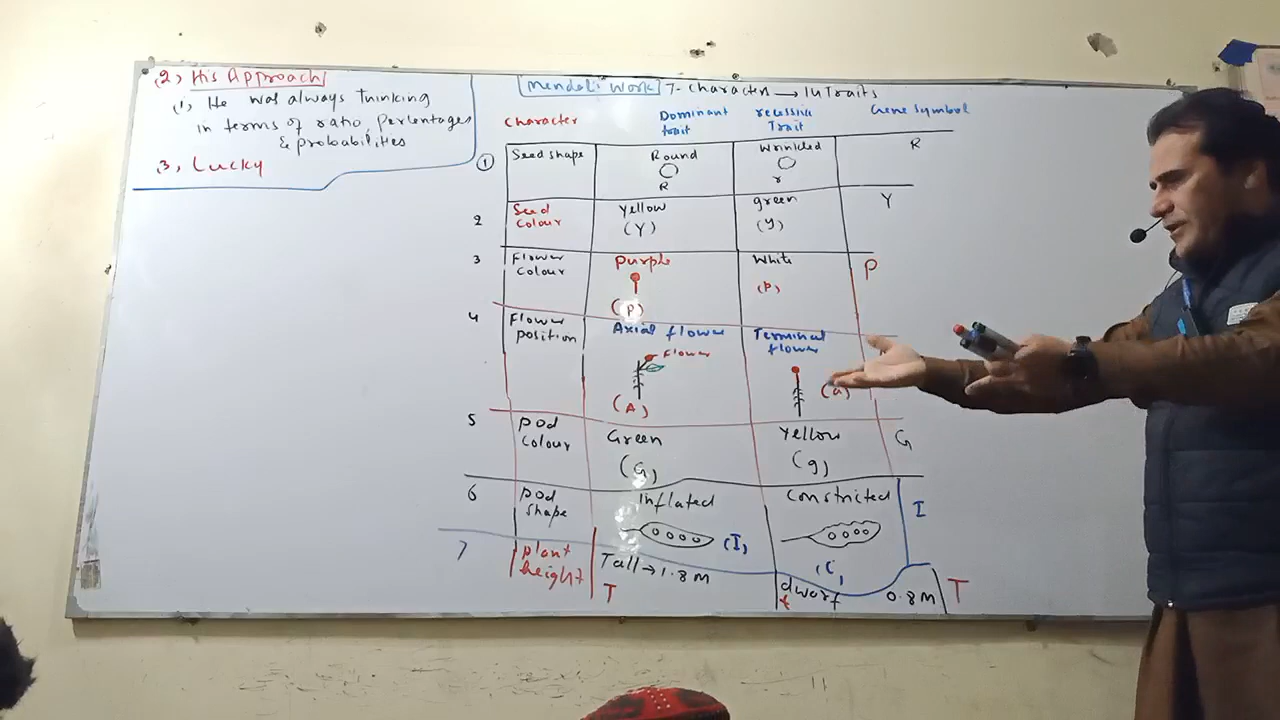 (2) His Approach
(i) He was always thinking
in terms of ratio, percentages
& probabilities
3, Lucky
Mendel's Work 7- Character → 14 traits
Character Dominant trait recessive Trait Gene Symbol
① Seed shape Round R Wrinkled r R
2 Seed Colour Yellow (Y) green (y) Y
3 Flower Colour Purple (P) White (p) P
4 Flower position Axial flower Flower (A) Terminal flower (a)
5 Pod Colour Green (G) Yellow (g) G
6 Pod Shape Inflated (I) Constricted (i) I
7 plant height Tall → 1.8 M T dwarf t 0.8 M T